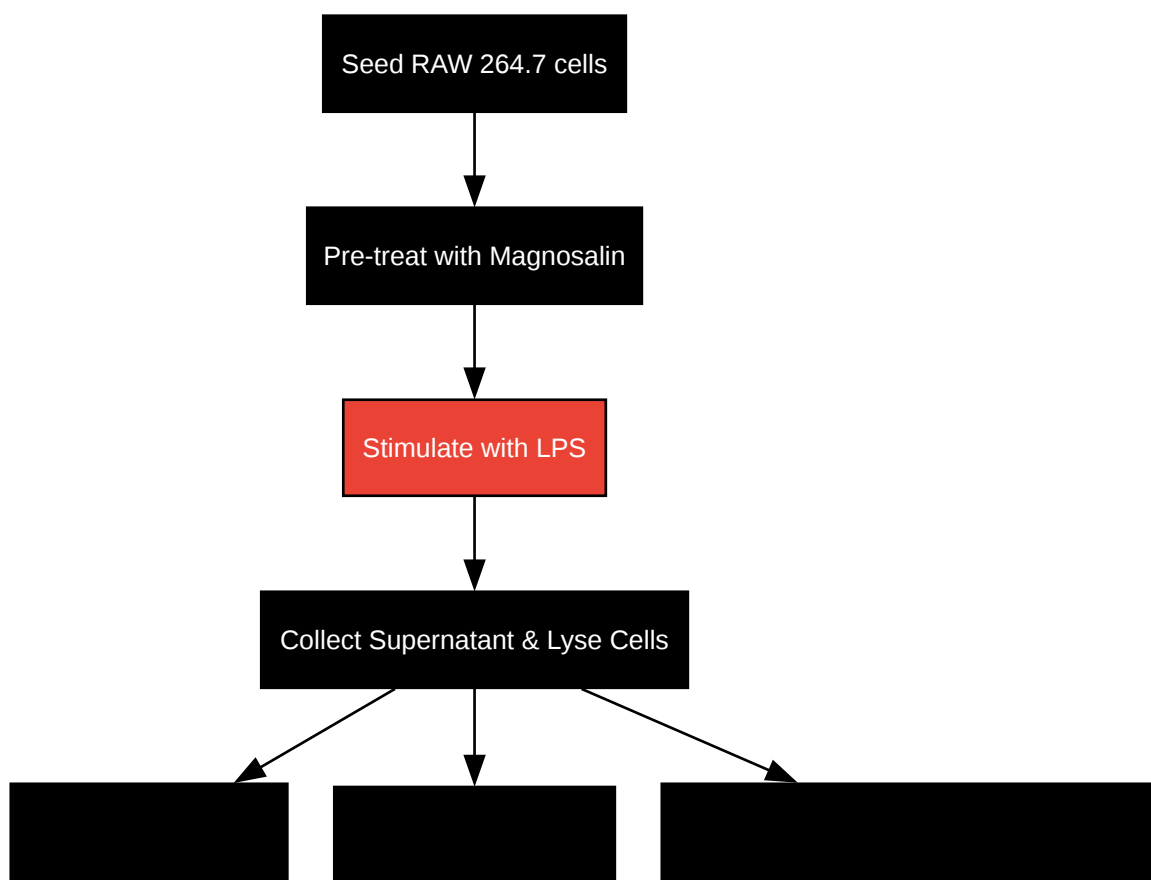 Seed RAW 264.7 cells
Pre-treat with Magnosalin
Stimulate with LPS
Collect Supernatant & Lyse Cells